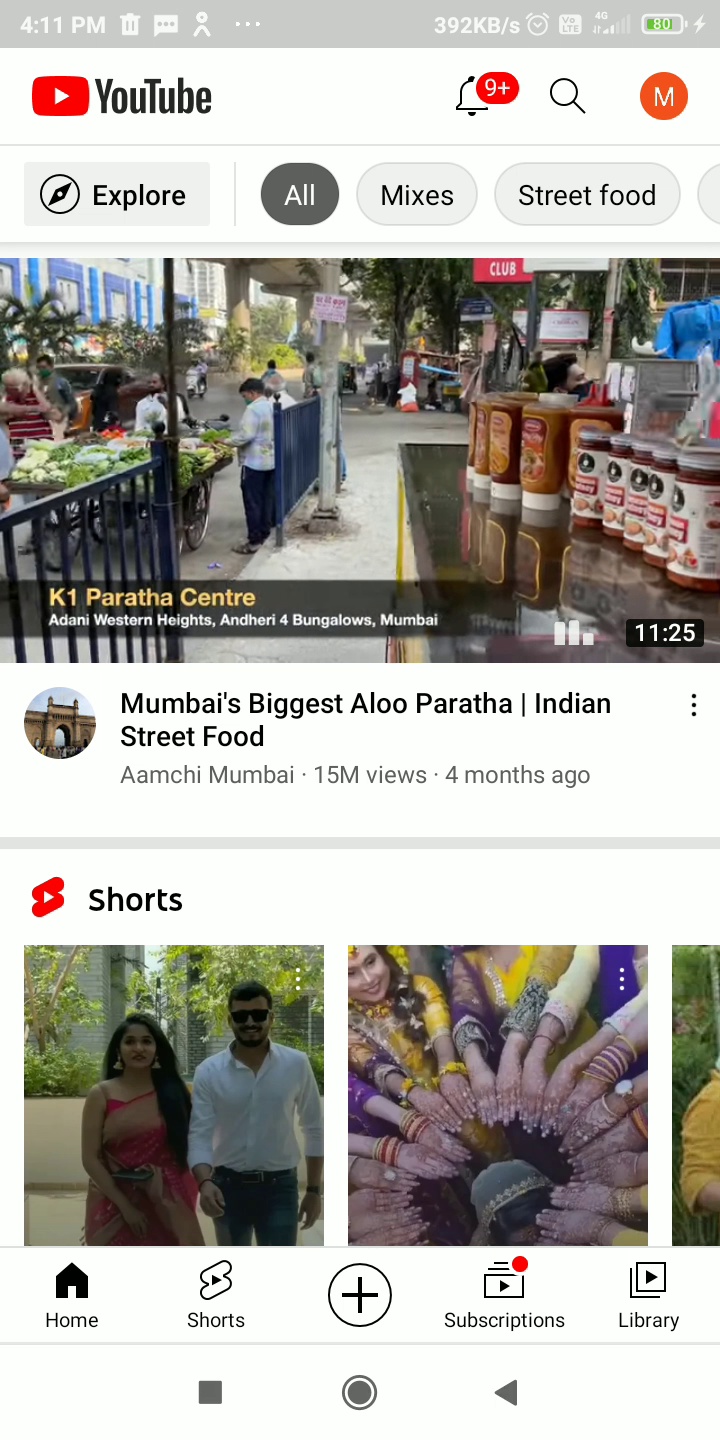 4:11 PM
392KB/s
Vo
LTE
4G
80
YouTube
9+
M
Explore
All
Mixes
Street food
CLUB
K1 Paratha Centre
Adani Western Heights, Andheri 4 Bungalows, Mumbai
11:25
Mumbai's Biggest Aloo Paratha | Indian
Street Food
Aamchi Mumbai · 15M views · 4 months ago
Shorts
Home
Shorts
Subscriptions
Library